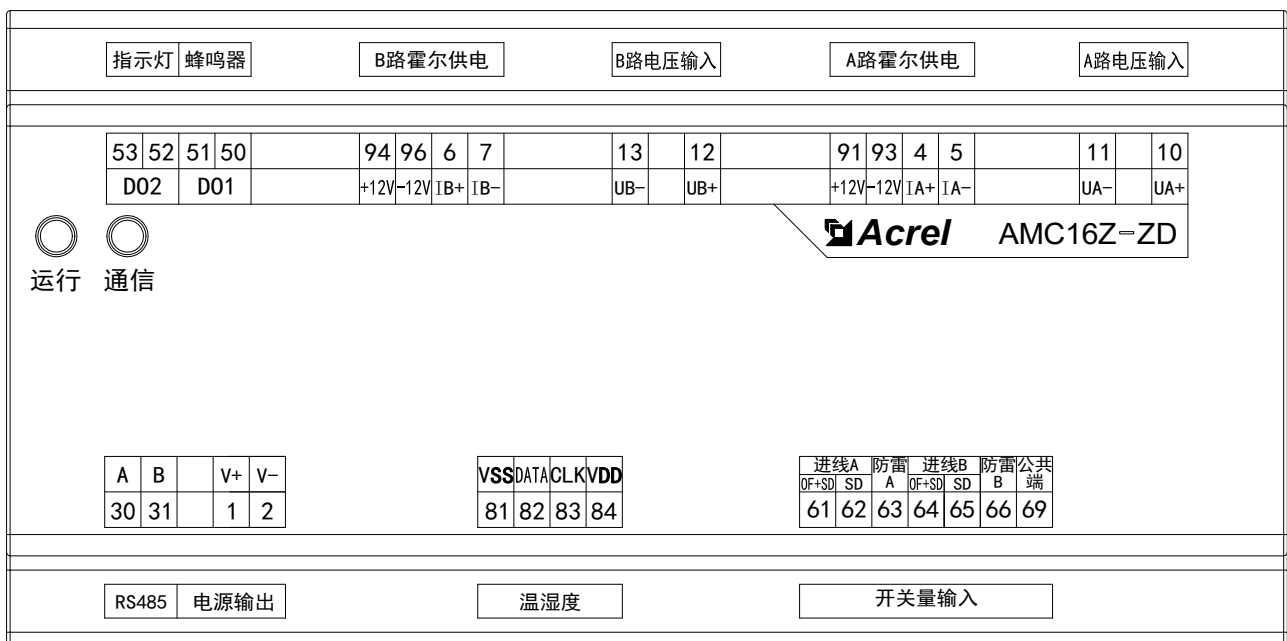 指示灯 蜂鸣器 B路霍尔供电 B路电压输入 A路霍尔供电 A路电压输入
53 52 51 50 94 96 6 7 13 12 91 93 4 5 11 10
DO2 DO1 +12V -12V IB+ IB- UB- UB+ +12V -12V IA+ IA- UA- UA+
Acrel AMC16Z-ZD
运行 通信
A B V+ V- VSS DATA CLK VDD 进线A 防雷A 进线B 防雷B 公共端
OF+SD SD OF+SD SD
30 31 1 2 81 82 83 84 61 62 63 64 65 66 69
RS485 电源输出 温湿度 开关量输入